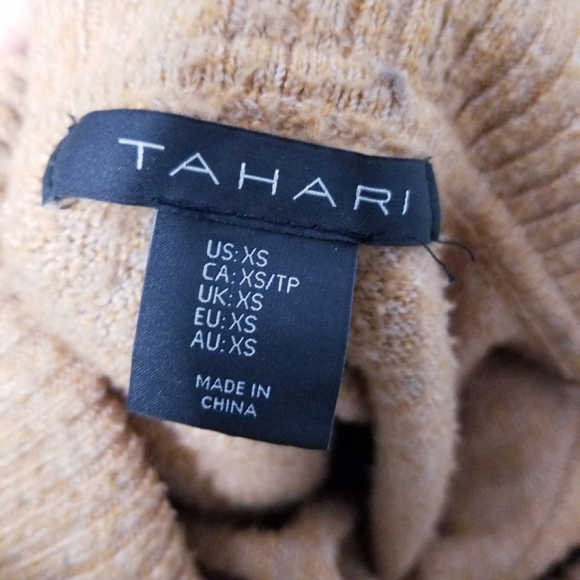 TAHARI
US: XS
CA: XS/TP
UK: XS
EU: XS
AU: XS
MADE IN
CHINA